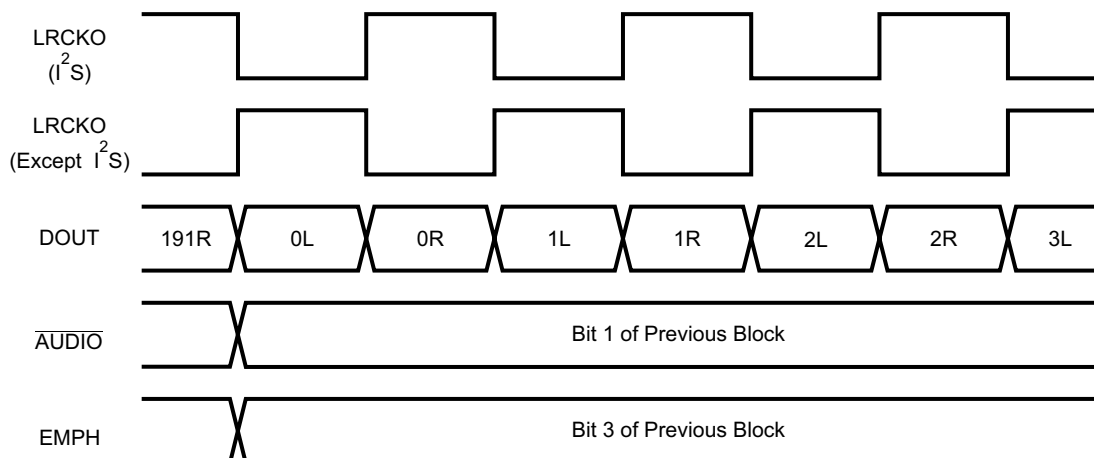 LRCKO
(I²S)
LRCKO
(Except I²S)
DOUT 191R 0L 0R 1L 1R 2L 2R 3L
AUDIO Bit 1 of Previous Block
EMPH Bit 3 of Previous Block